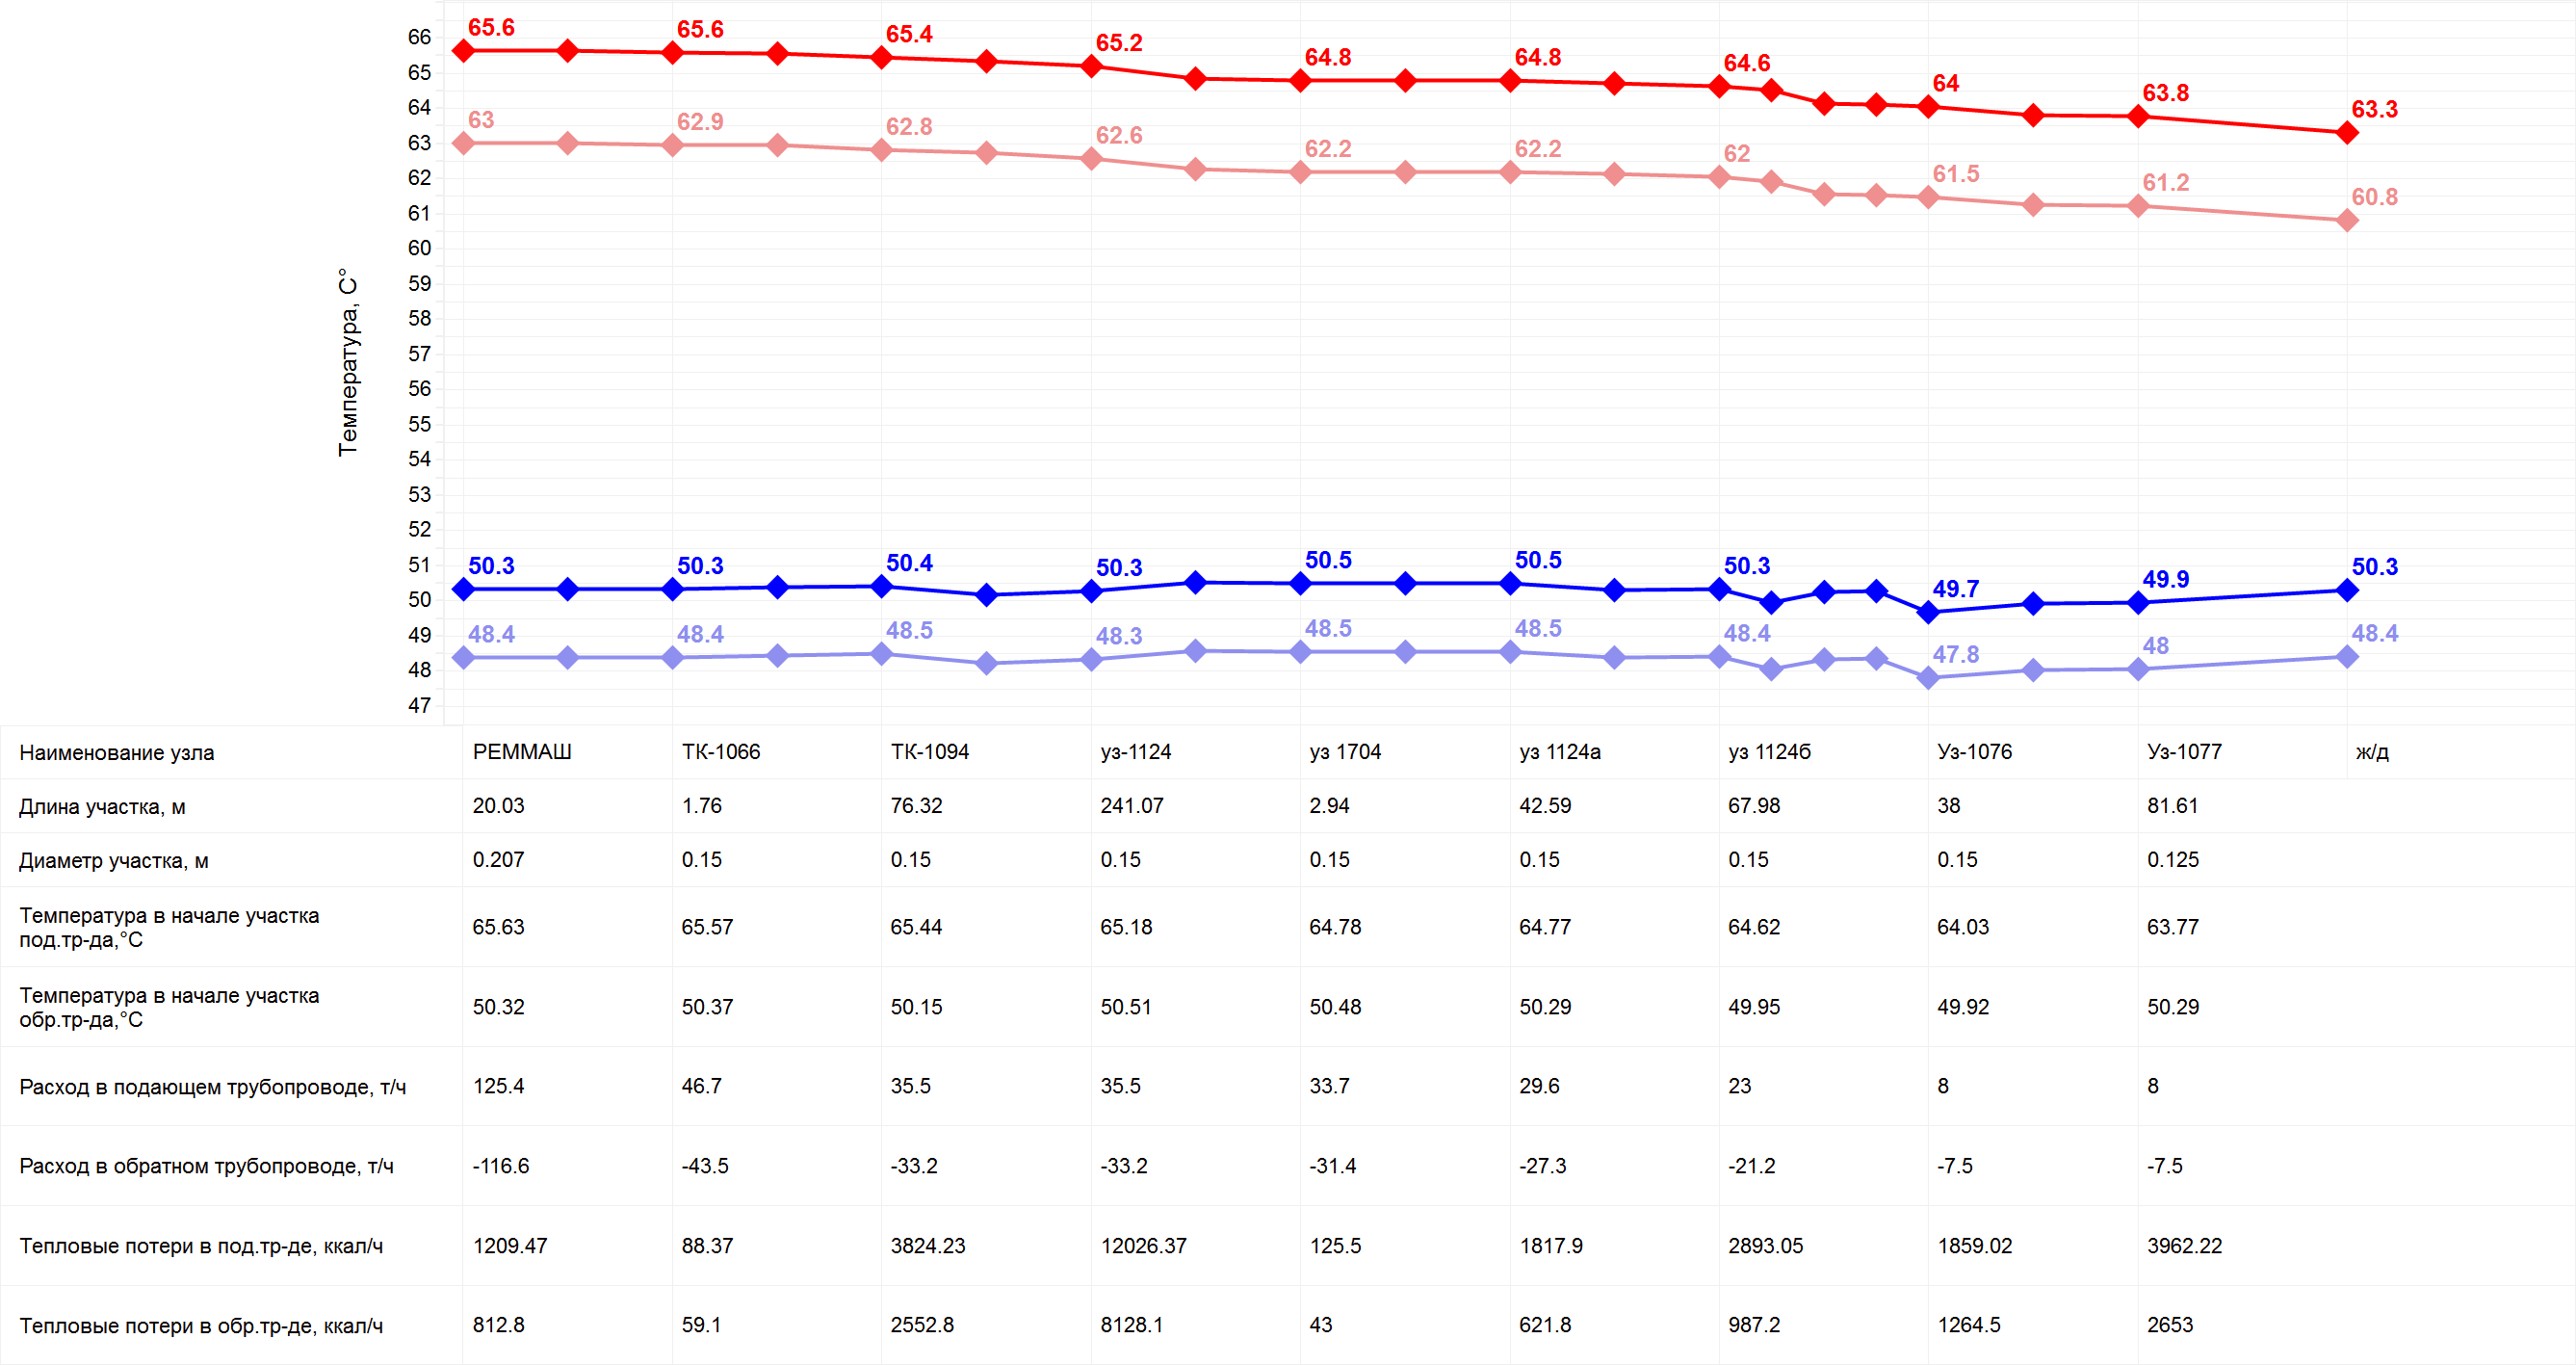 Температура, С°
66
65
64
63
62
61
60
59
58
57
56
55
54
53
52
51
50
49
48
47
65.6 65.6 65.4 65.2 64.8 64.8 64.6 64 63.8 63.3
63 62.9 62.8 62.6 62.2 62.2 62 61.5 61.2 60.8
50.3 50.3 50.4 50.3 50.5 50.5 50.3 49.7 49.9 50.3
48.4 48.4 48.5 48.3 48.5 48.5 48.4 47.8 48 48.4
Наименование узла РЕММАШ ТК-1066 ТК-1094 уз-1124 уз 1704 уз 1124а уз 1124б Уз-1076 Уз-1077 ж/д
Длина участка, м 20.03 1.76 76.32 241.07 2.94 42.59 67.98 38 81.61
Диаметр участка, м 0.207 0.15 0.15 0.15 0.15 0.15 0.15 0.15 0.125
Температура в начале участка
под.тр-да,°С 65.63 65.57 65.44 65.18 64.78 64.77 64.62 64.03 63.77
Температура в начале участка
обр.тр-да,°С 50.32 50.37 50.15 50.51 50.48 50.29 49.95 49.92 50.29
Расход в подающем трубопроводе, т/ч 125.4 46.7 35.5 35.5 33.7 29.6 23 8 8
Расход в обратном трубопроводе, т/ч -116.6 -43.5 -33.2 -33.2 -31.4 -27.3 -21.2 -7.5 -7.5
Тепловые потери в под.тр-де, ккал/ч 1209.47 88.37 3824.23 12026.37 125.5 1817.9 2893.05 1859.02 3962.22
Тепловые потери в обр.тр-де, ккал/ч 812.8 59.1 2552.8 8128.1 43 621.8 987.2 1264.5 2653